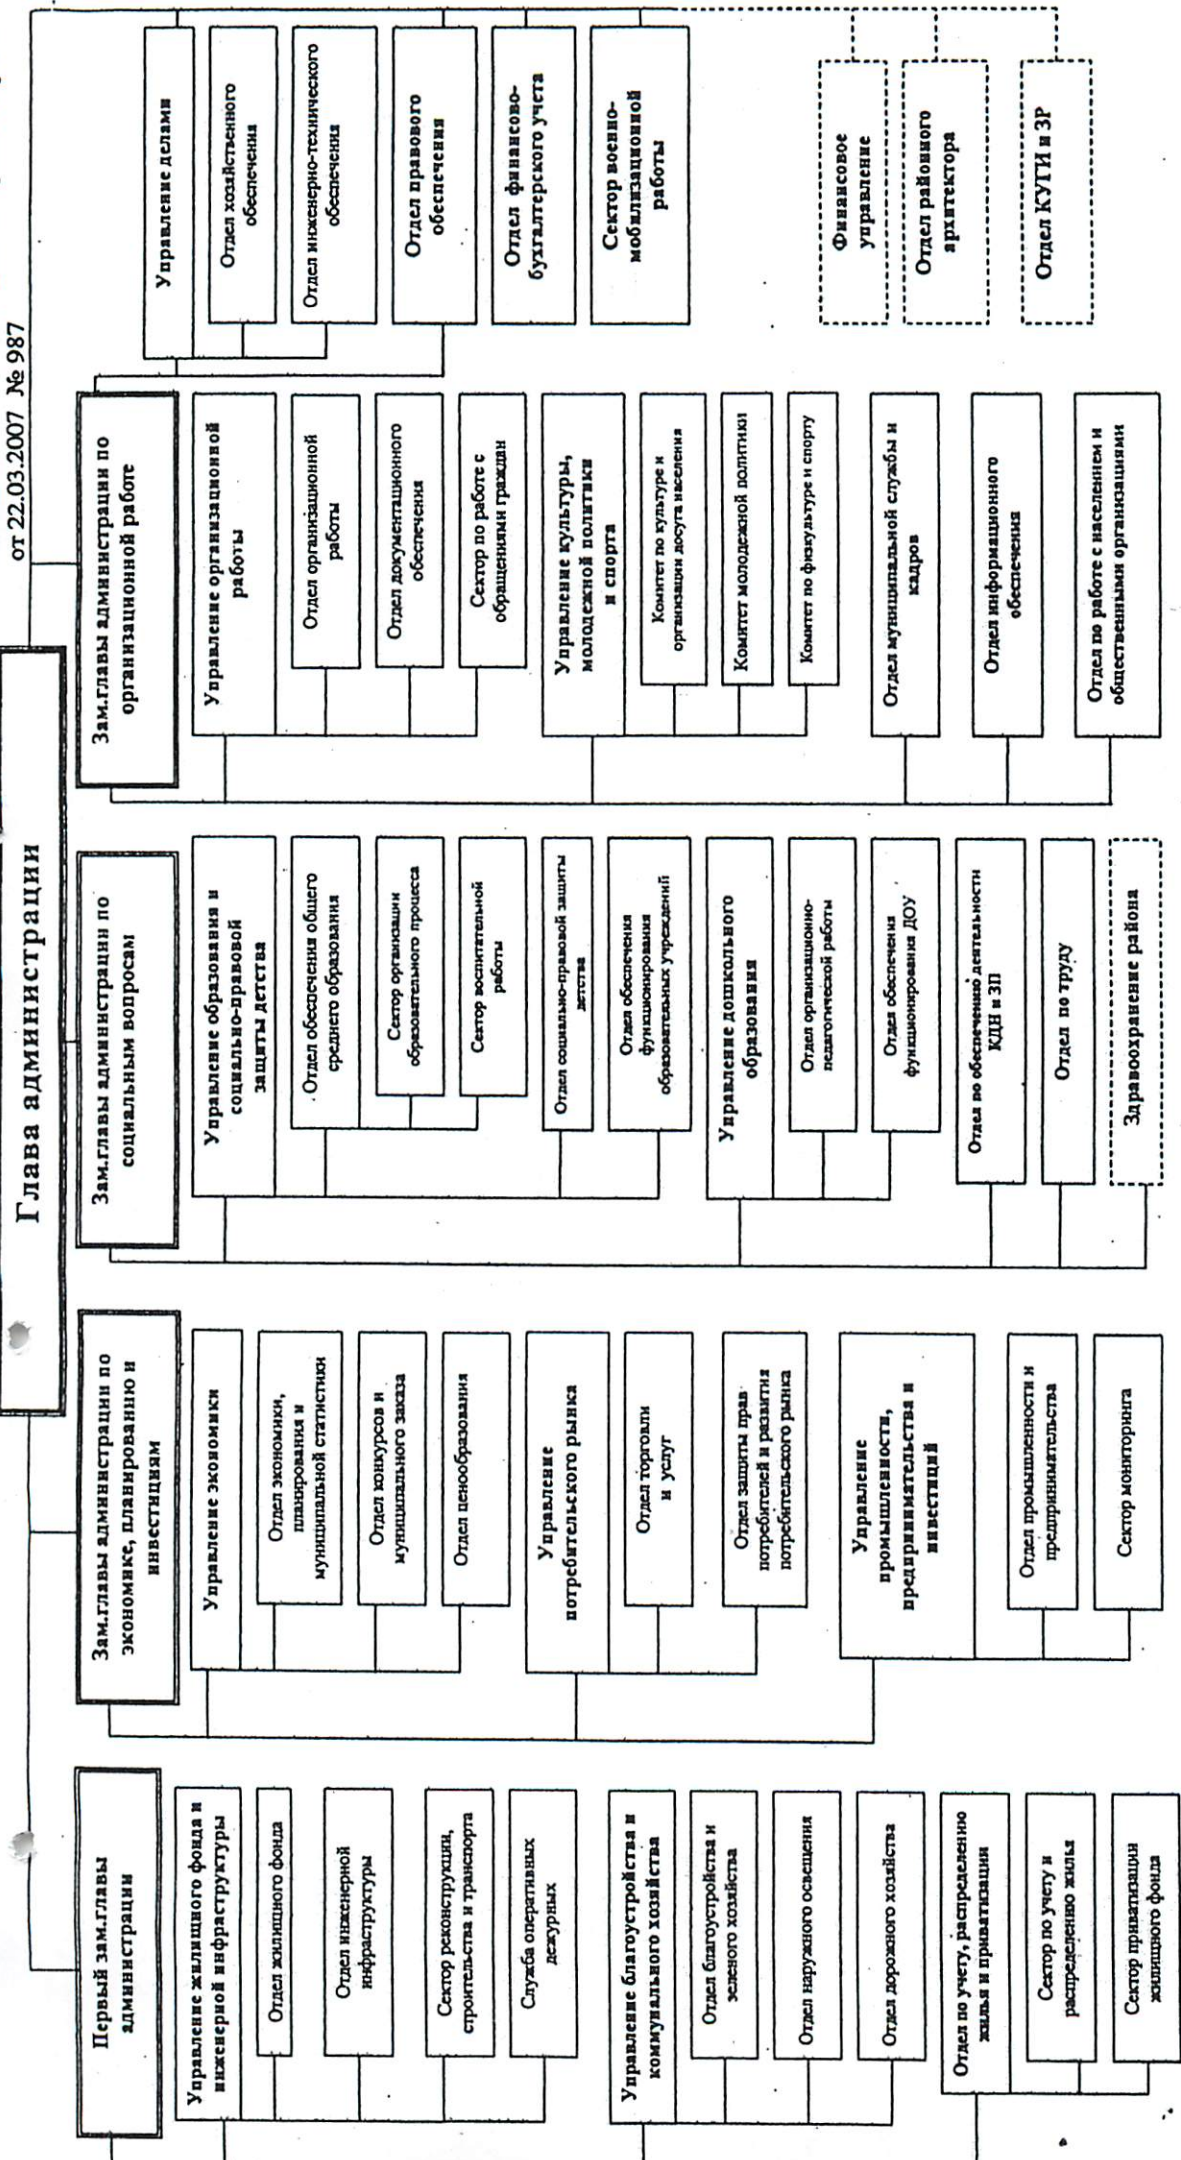 от 22.03.2007 № 987
Глава администрации
Первый зам.главы
администрации
Управление жилищного фонда и
инженерной инфраструктуры
Отдел жилищного фонда
Отдел инженерной
инфраструктуры
Сектор реконструкции,
строительства и транспорта
Служба оперативных
дежурных
Управление благоустройства и
коммунального хозяйства
Отдел благоустройства и
зеленого хозяйства
Отдел наружного освещения
Отдел дорожного хозяйства
Отдел по учету, распределению
жилья и приватизации
Сектор по учету и
распределению жилья
Сектор приватизации
жилищного фонда
Зам.главы администрации по
экономике, планированию и
инвестициям
Управление экономики
Отдел экономики,
планирования и
муниципальной статистики
Отдел конкурсов и
муниципального заказа
Отдел ценообразования
Управление
потребительского рынка
Отдел торговли
и услуг
Отдел защиты прав
потребителей и развития
потребительского рынка
Управление
промышленности,
предпринимательства и
инвестиций
Отдел промышленности и
предпринимательства
Сектор мониторинга
Зам.главы администрации по
социальным вопросам
Управление образования и
социально-правовой
защиты детства
Отдел обеспечения общего
среднего образования
Сектор организации
образовательного процесса
Сектор воспитательной
работы
Отдел социально-правовой защиты
детства
Отдел обеспечения
функционирования
образовательных учреждений
Управление дошкольного
образования
Отдел организационно-
педагогической работы
Отдел обеспечения
функционирования ДОУ
Отдел по обеспечению деятельности
КДН и ЗП
Отдел по труду
Здравоохранение района
Зам.главы администрации по
организационной работе
Управление организационной
работы
Отдел организационной
работы
Отдел документационного
обеспечения
Сектор по работе с
обращениями граждан
Управление культуры,
молодежной политики
и спорта
Комитет по культуре и
организации досуга населения
Комитет молодежной политики
Комитет по физкультуре и спорту
Отдел муниципальной службы и
кадров
Отдел информационного
обеспечения
Отдел по работе с населением и
общественными организациями
Управление делами
Отдел хозяйственного
обеспечения
Отдел инженерно-технического
обеспечения
Отдел правового
обеспечения
Отдел финансово-
бухгалтерского учета
Сектор военно-
мобилизационной
работы
Финансовое
управление
Отдел районного
архитектора
Отдел КУГИ и ЗР